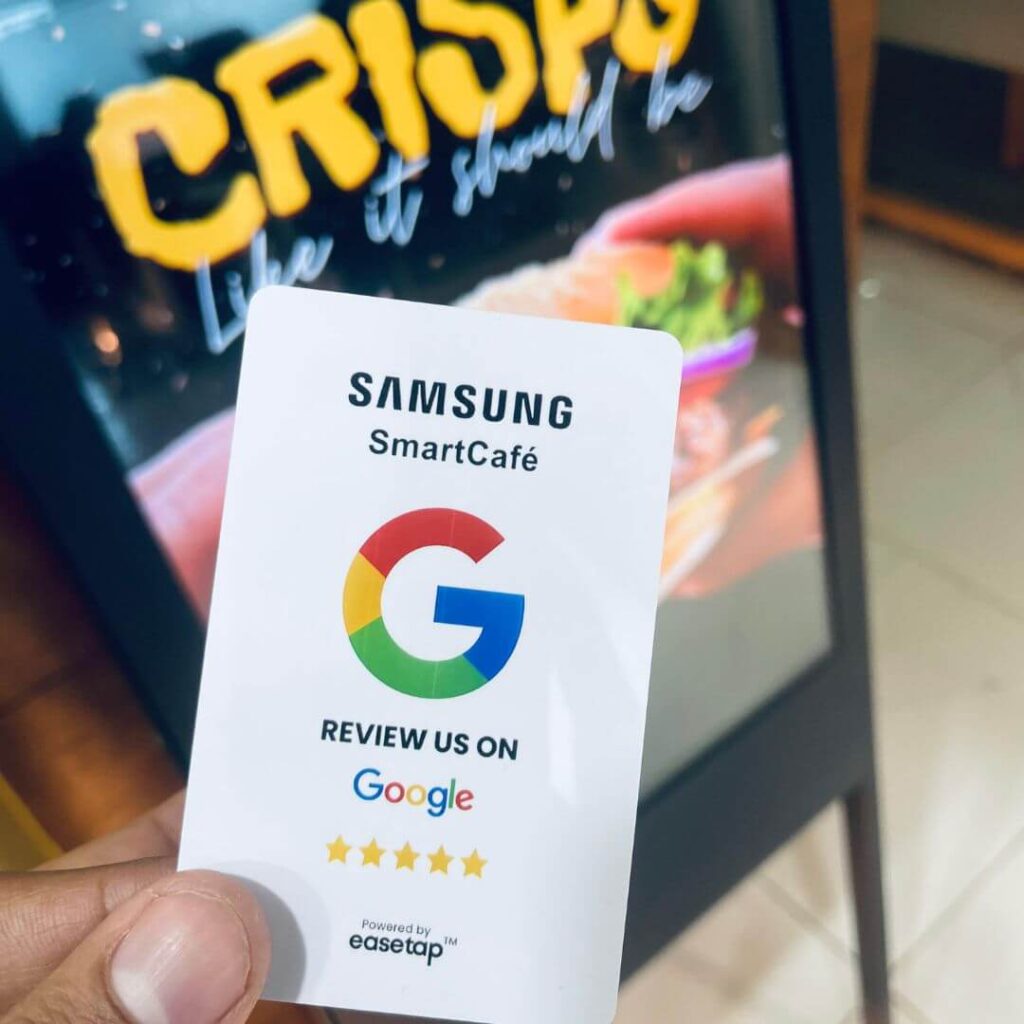 CRISPY
Like it should be
SAMSUNG
SmartCafé
G
REVIEW US ON
Google
Powered by
easetap™